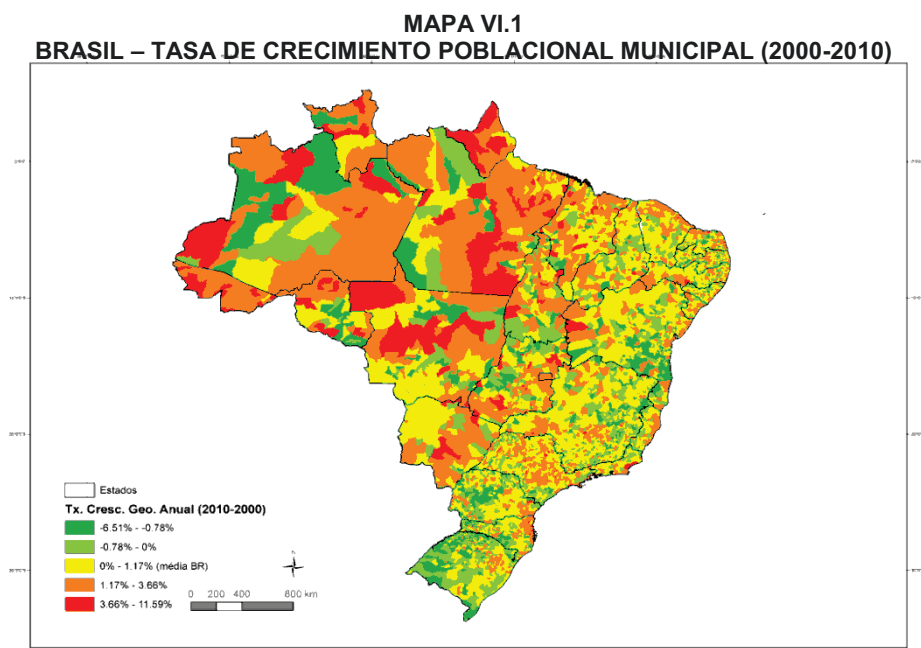 MAPA VI.1
BRASIL – TASA DE CRECIMIENTO POBLACIONAL MUNICIPAL (2000-2010)
Estados
Tx. Cresc. Geo. Anual (2010-2000)
-6.51% - -0.78%
-0.78% - 0%
0% - 1.17% (média BR)
1.17% - 3.66%
3.66% - 11.59%
0 200 400 800 km